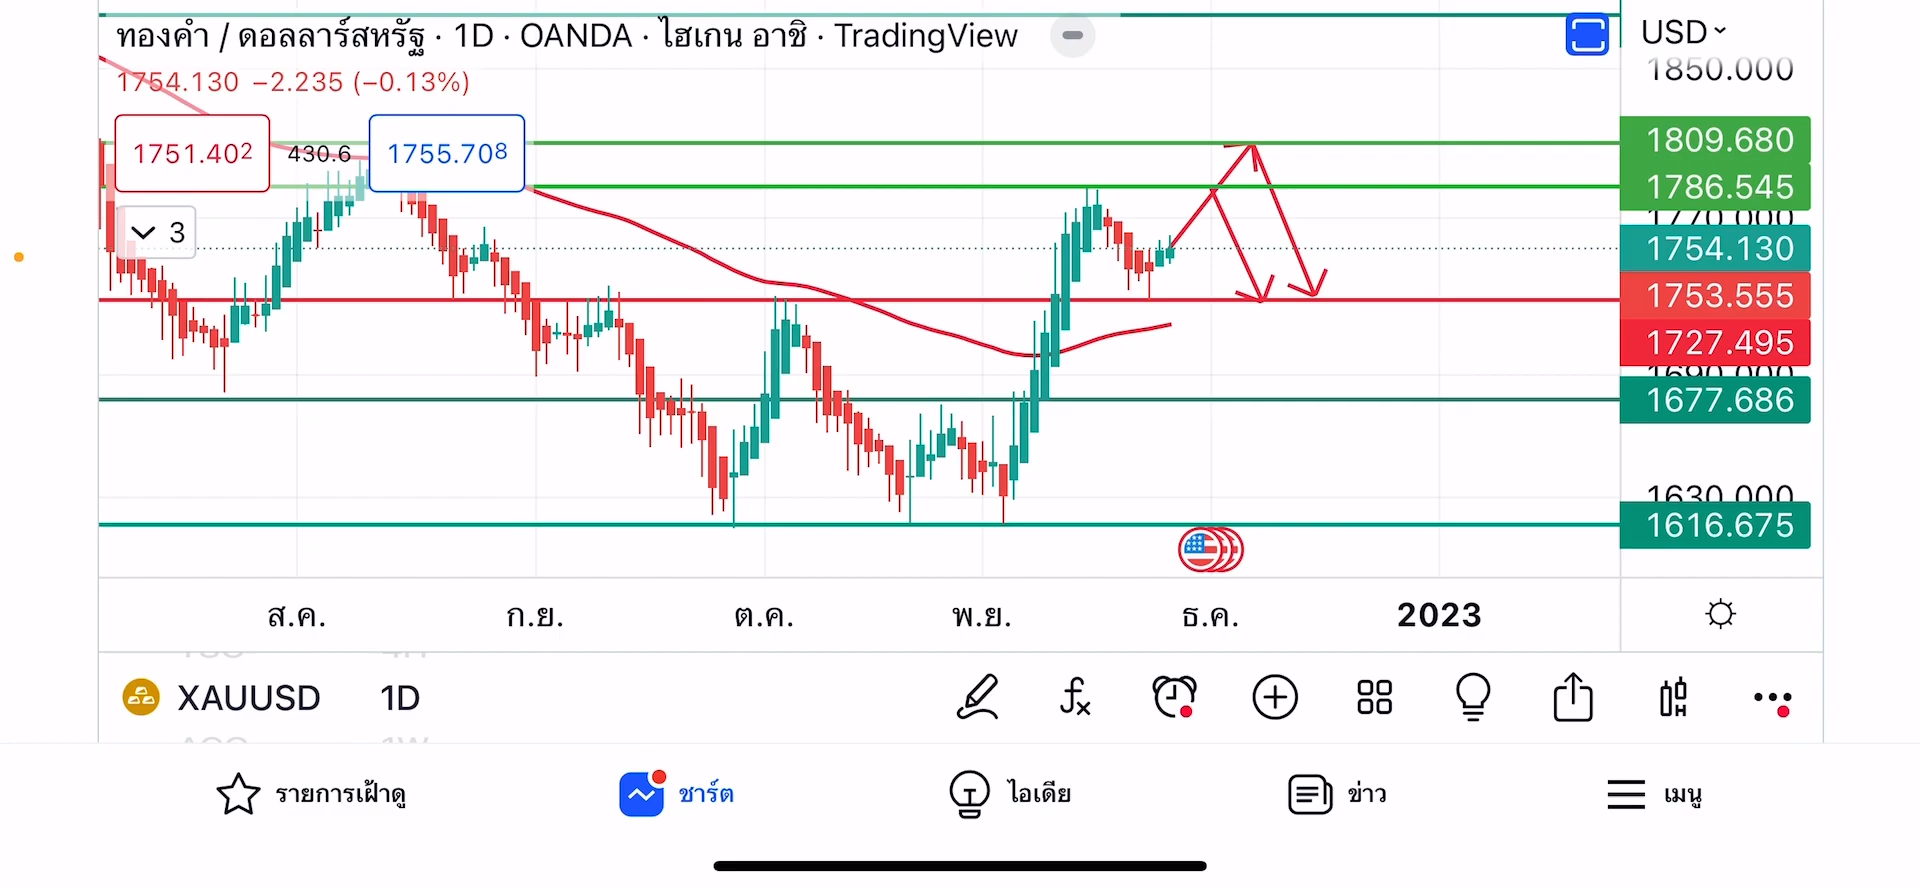 ทองคำ / ดอลลาร์สหรัฐ · 1D · OANDA · ไฮเกน อาชิ · TradingView
USD
1850.000
1754.130 −2.235 (−0.13%)
1751.402
430.6
1755.708
1809.680
1786.545
1770.000
3
1754.130
1753.555
1727.495
1690.000
1677.686
1630.000
1616.675
ส.ค.
ก.ย.
ต.ค.
พ.ย.
ธ.ค.
2023
XAUUSD 1D
รายการเฝ้าดู
ชาร์ต
ไอเดีย
ข่าว
เมนู